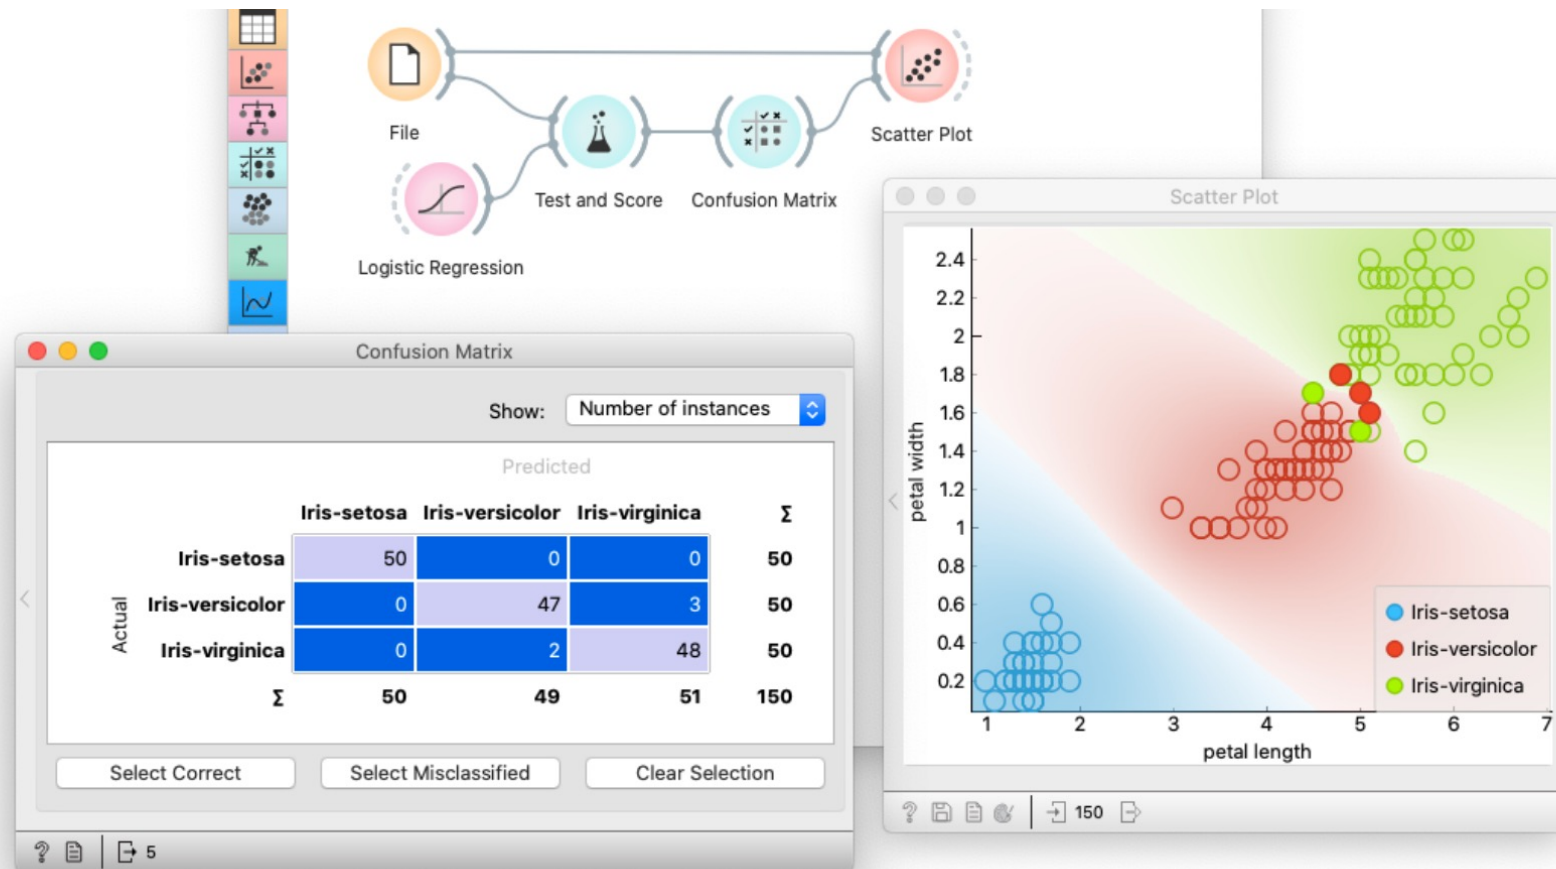 File
Scatter Plot
Test and Score
Confusion Matrix
Logistic Regression
Confusion Matrix
Show: Number of instances
Predicted
Iris-setosa Iris-versicolor Iris-virginica Σ
Actual
Iris-setosa 50 0 0 50
Iris-versicolor 0 47 3 50
Iris-virginica 0 2 48 50
Σ 50 49 51 150
Select Correct Select Misclassified Clear Selection
5
Scatter Plot
petal width
2.4
2.2
2
1.8
1.6
1.4
1.2
1
0.8
0.6
0.4
0.2
Iris-setosa
Iris-versicolor
Iris-virginica
1 2 3 4 5 6 7
petal length
150